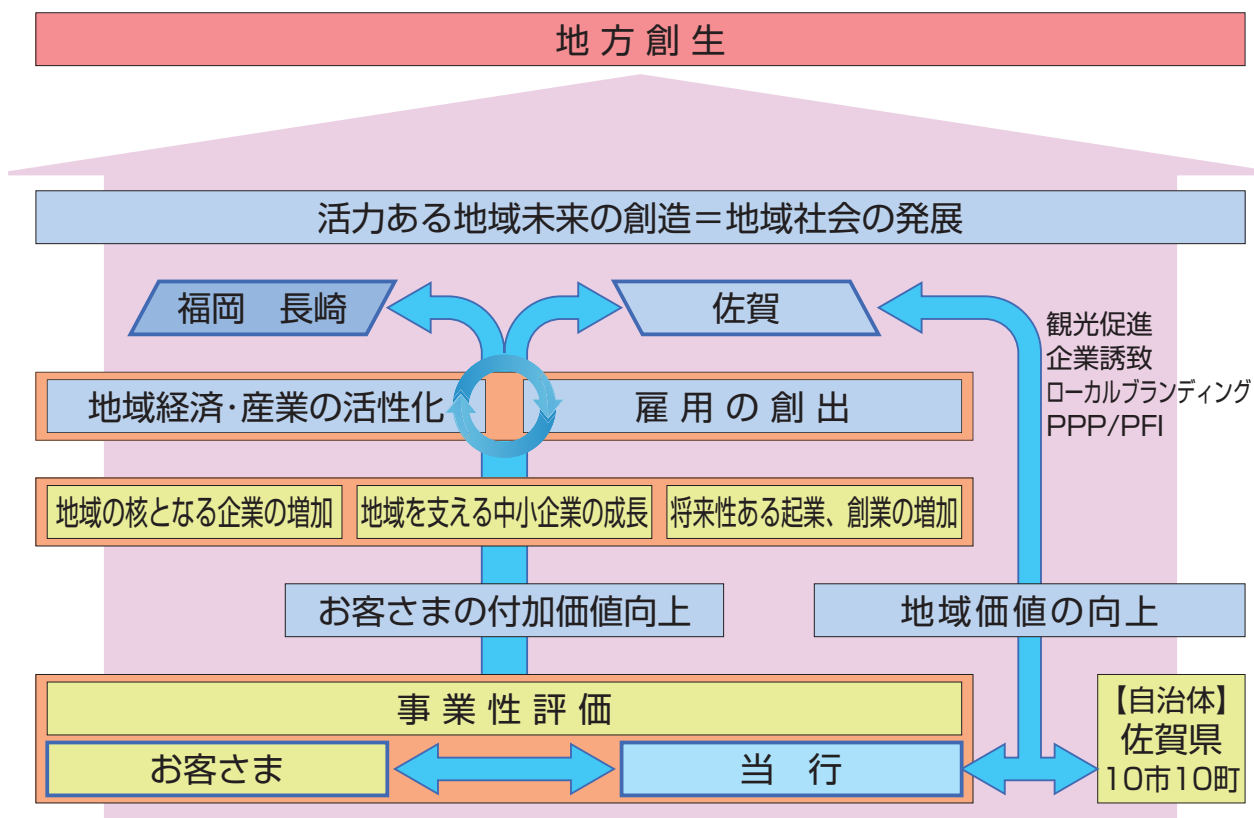 地方創生
活力ある地域未来の創造＝地域社会の発展
福岡　長崎
佐賀
観光促進
企業誘致
ローカルブランディング
PPP/PFI
地域経済・産業の活性化
雇用の創出
地域の核となる企業の増加
地域を支える中小企業の成長
将来性ある起業、創業の増加
お客さまの付加価値向上
地域価値の向上
事業性評価
お客さま
当　行
【自治体】
佐賀県
10市10町